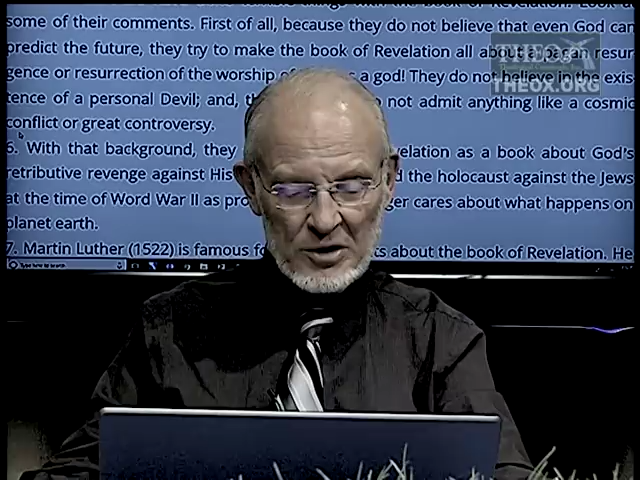 some of their comments. First of all, because they do not believe that even God can
predict the future, they try to make the book of Revelation all about a pagan resur
gence or resurrection of the worship of a god! They do not believe in the exis
tence of a personal Devil; and, not admit anything like a cosmic
conflict or great controversy.
6. With that background, they elation as a book about God's
retributive revenge against His d the holocaust against the Jews
at the time of Word War II as pro ger cares about what happens on
planet earth.
7. Martin Luther (1522) is famous fo ts about the book of Revelation. He
THEOX.ORG